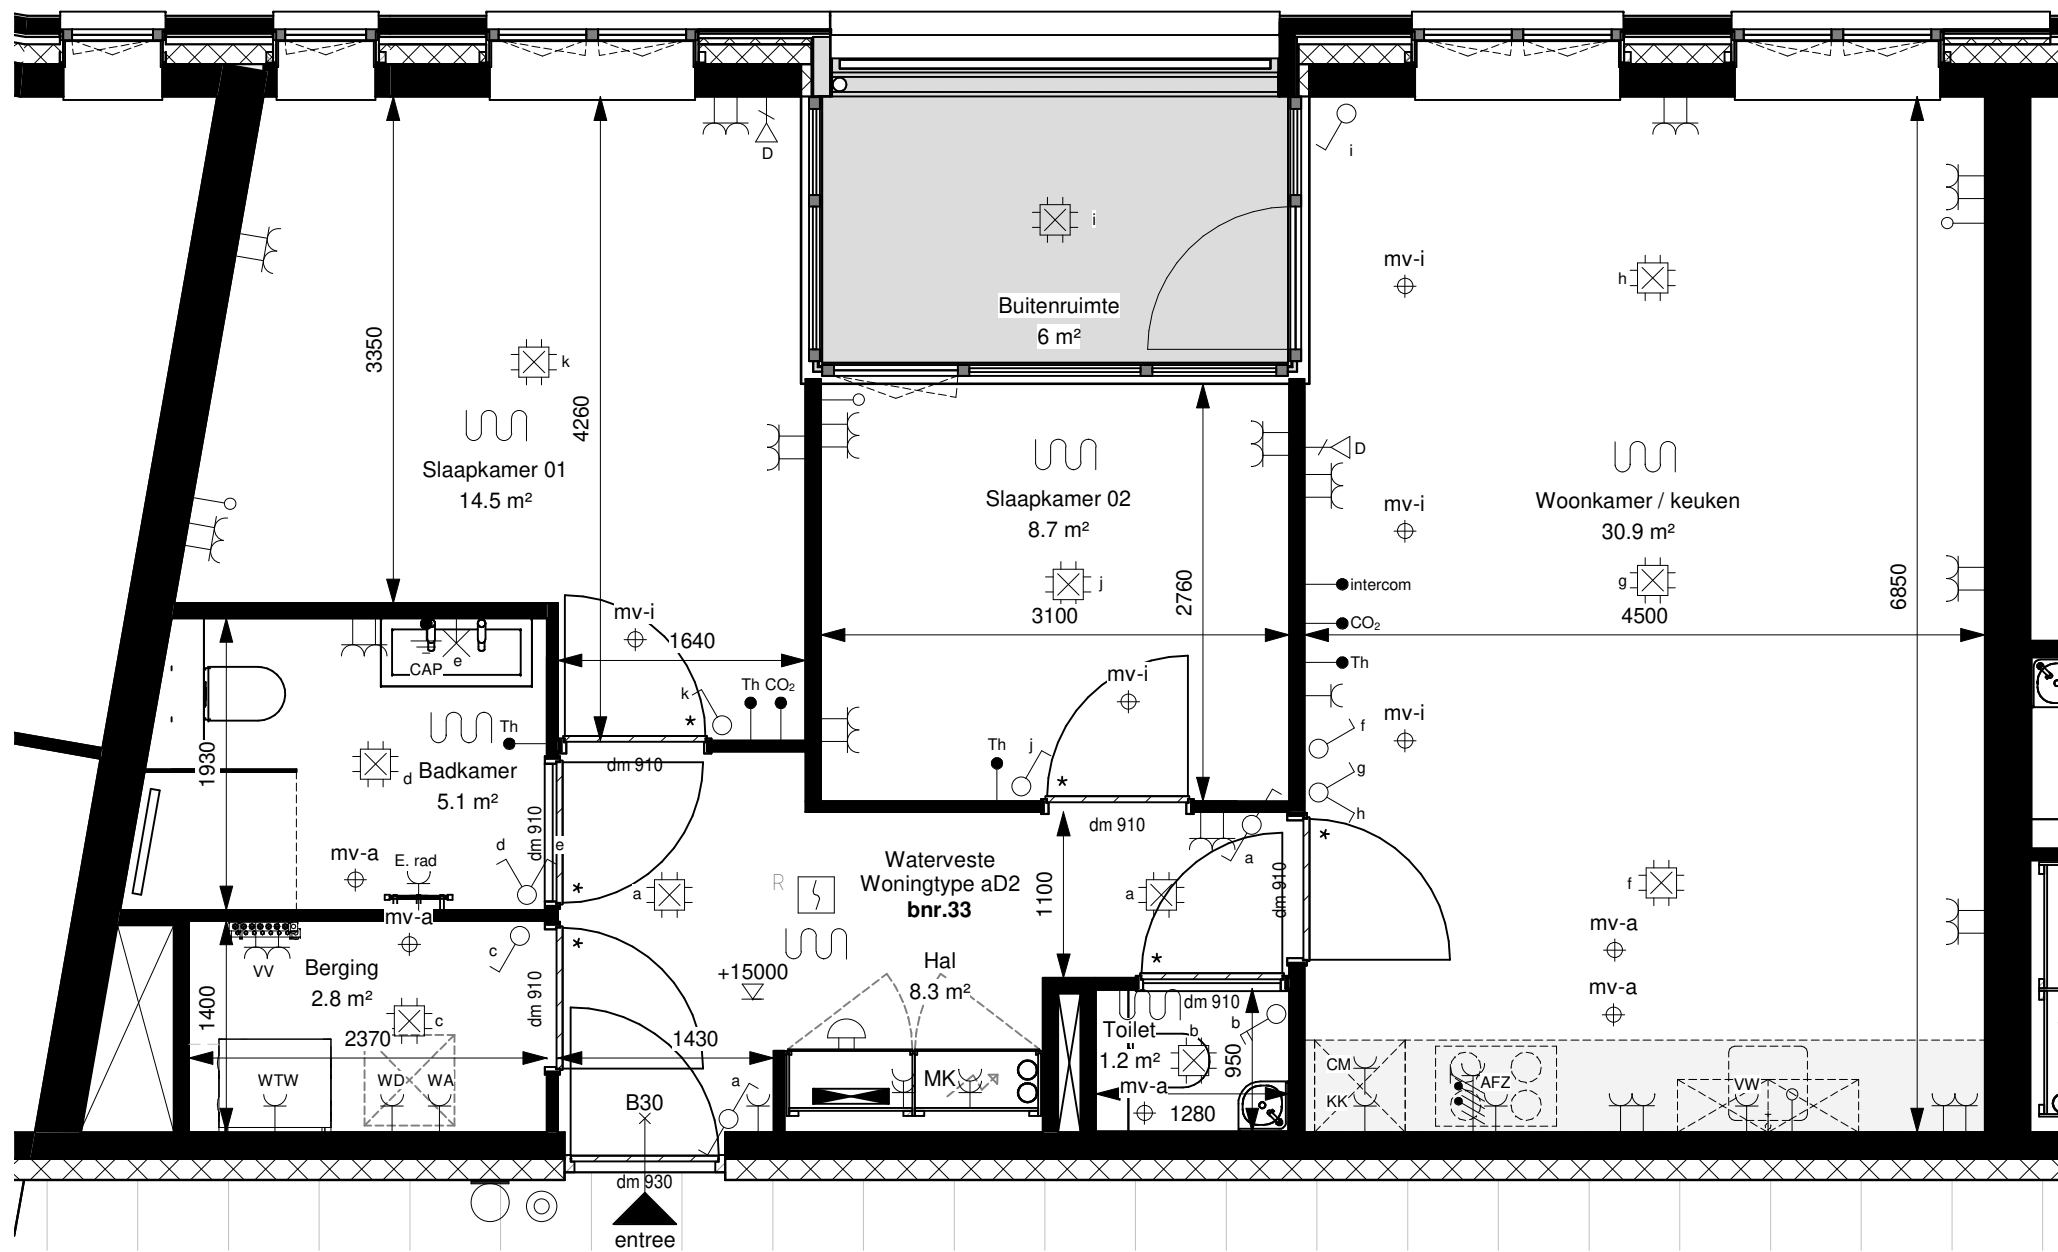 D
i
i
mv-i
h
Buitenruimte
6 m²
3350
k
4260
Slaapkamer 01
14.5 m²
Slaapkamer 02
8.7 m²
D
Woonkamer / keuken
30.9 m²
mv-i
2760
j
3100
intercom
CO₂
Th
g
4500
6850
mv-i
1640
k
Th CO₂
*
mv-i
mv-i
CAP
e
Th
1930
d
Badkamer
5.1 m²
dm 910
dm 910
Th
j
*
f
g
h
dm 910
*
a
dm 910
mv-a
E. rad
d
e
*
a
R
Waterveste
Woningtype aD2
bnr.33
1100
a
*
f
mv-a
mv-a
mv-a
VV
Berging
2.8 m²
c
*
dm 910
+15000
Hal
8.3 m²
1400
c
2370
1430
WTW
WD
WA
B30
a
MK
dm 910
Toilet
1.2 m²
b
b
mv-a
950
1280
CM
KK
AFZ
VW
dm 930
entree